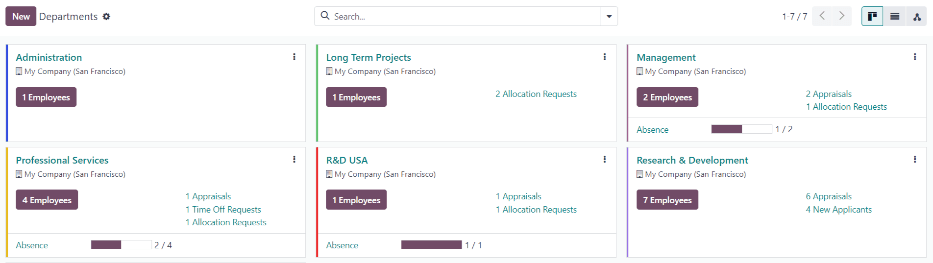 New Departments
Search...
1-7 / 7
Administration
My Company (San Francisco)
1 Employees
Long Term Projects
My Company (San Francisco)
1 Employees
2 Allocation Requests
Management
My Company (San Francisco)
2 Employees
2 Appraisals
1 Allocation Requests
Absence 1 / 2
Professional Services
My Company (San Francisco)
4 Employees
1 Appraisals
1 Time Off Requests
1 Allocation Requests
Absence 2 / 4
R&D USA
My Company (San Francisco)
1 Employees
1 Appraisals
1 Allocation Requests
Absence 1 / 1
Research & Development
My Company (San Francisco)
7 Employees
6 Appraisals
4 New Applicants